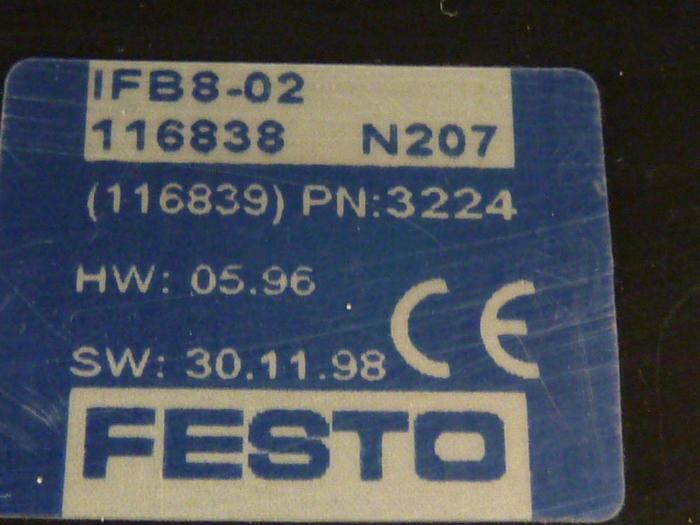 IFB8-02
116838 N207
(116839) PN:3224
HW: 05.96
SW: 30.11.98
CE
FESTO